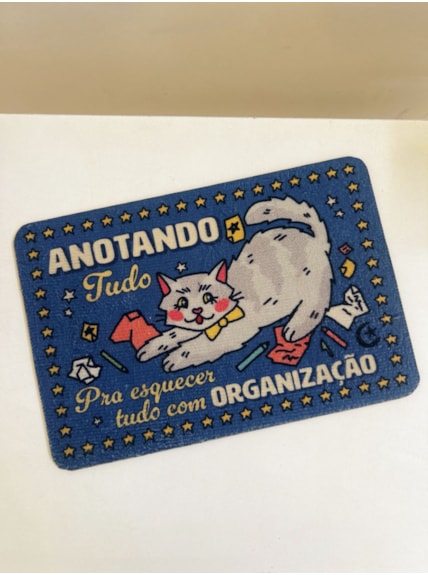 ANOTANDO
Tudo
Pra esquecer
tudo com ORGANIZAÇÃO